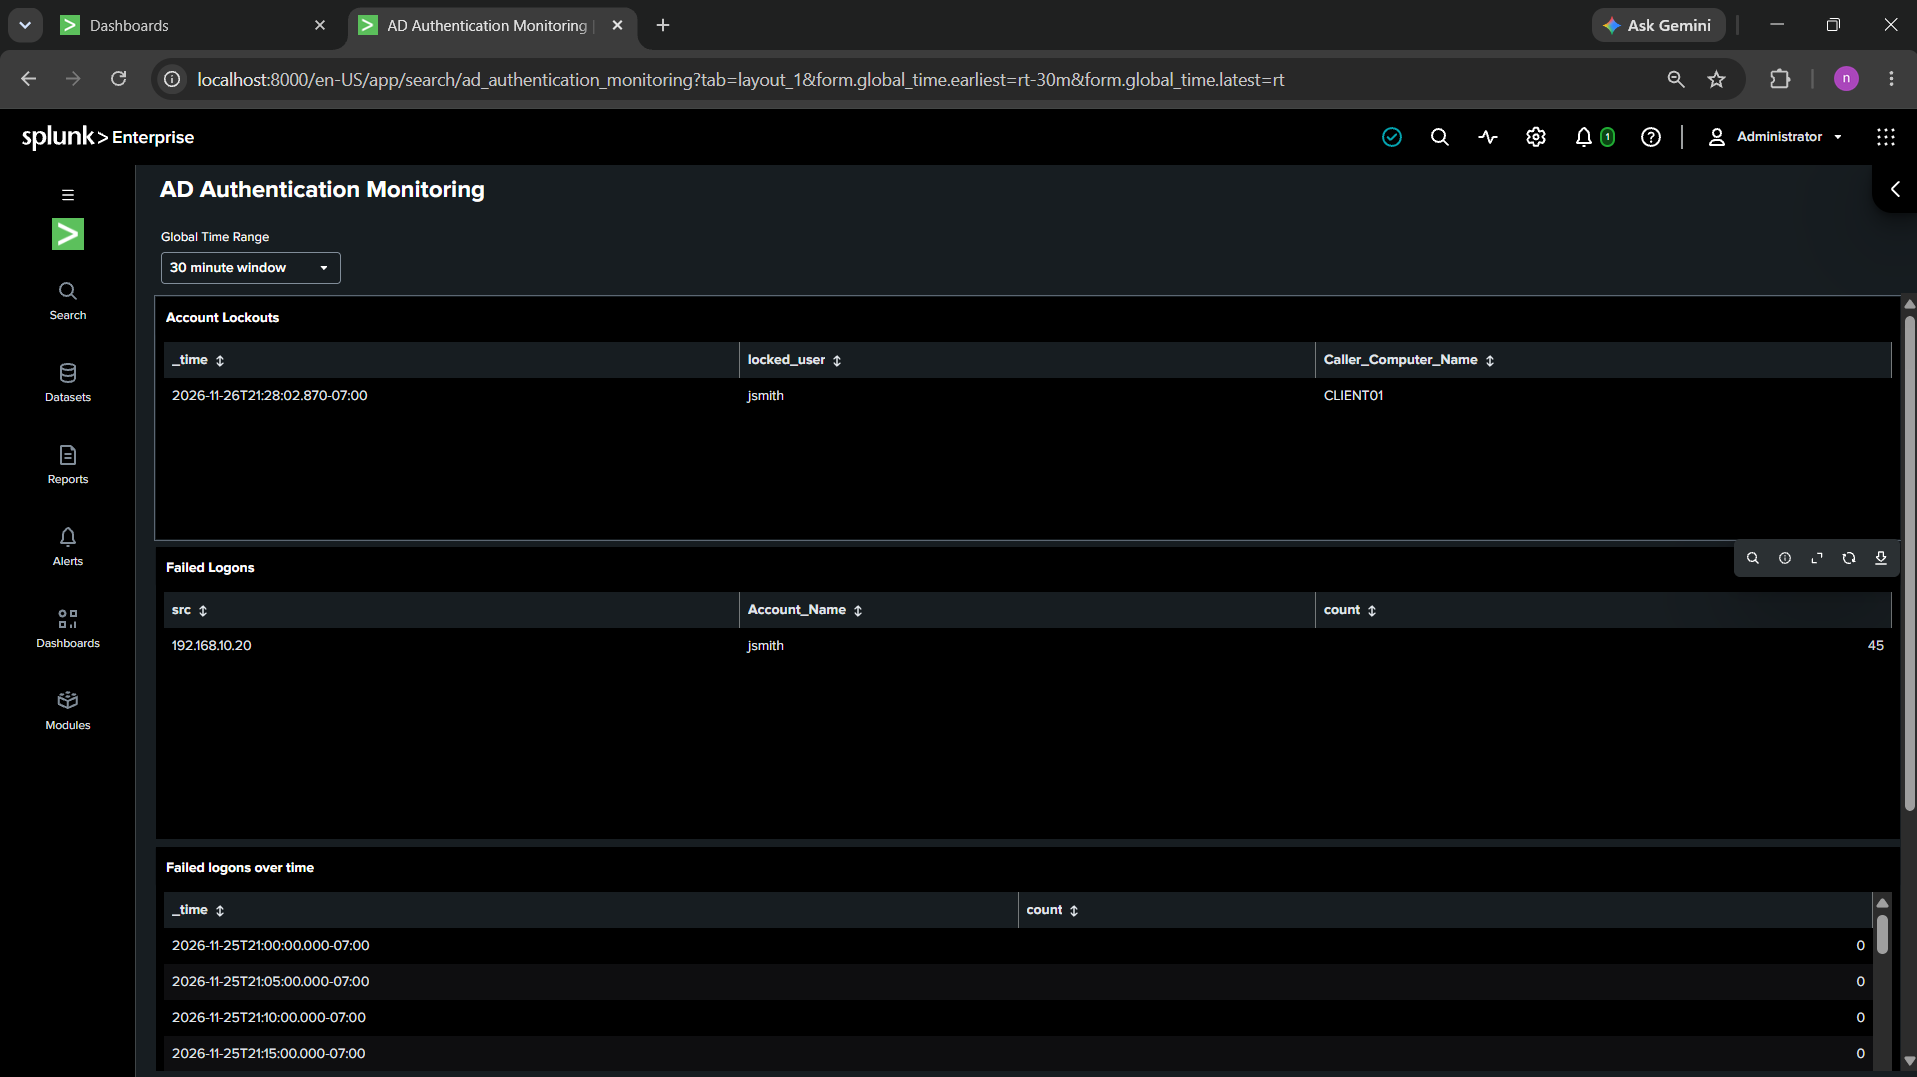 Dashboards
AD Authentication Monitoring
Ask Gemini
localhost:8000/en-US/app/search/ad_authentication_monitoring?tab=layout_1&form.global_time.earliest=rt-30m&form.global_time.latest=rt
n
splunk>Enterprise
1
Administrator
AD Authentication Monitoring
Global Time Range
30 minute window
Search
Datasets
Reports
Alerts
Dashboards
Modules
Account Lockouts
_time locked_user Caller_Computer_Name
2026-11-26T21:28:02.870-07:00 jsmith CLIENT01
Failed Logons
src Account_Name count
192.168.10.20 jsmith 45
Failed logons over time
_time count
2026-11-25T21:00:00.000-07:00 0
2026-11-25T21:05:00.000-07:00 0
2026-11-25T21:10:00.000-07:00 0
2026-11-25T21:15:00.000-07:00 0